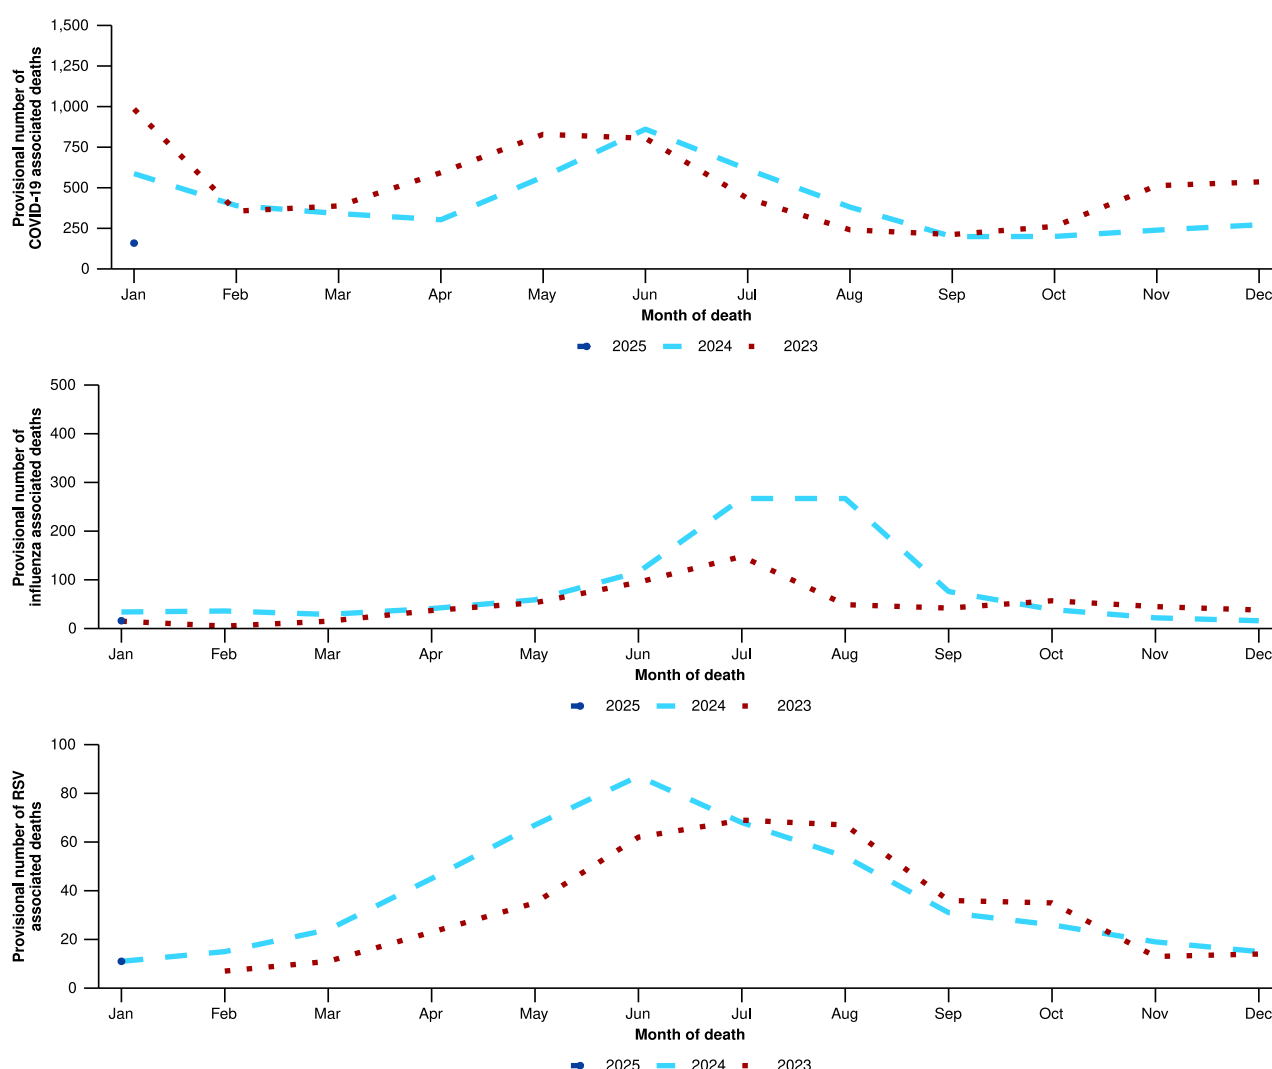 Provisional number of
COVID-19 associated deaths
1,500
1,250
1,000
750
500
250
0
Jan Feb Mar Apr May Jun Jul Aug Sep Oct Nov Dec
Month of death
2025 2024 2023
Provisional number of
influenza associated deaths
500
400
300
200
100
0
Jan Feb Mar Apr May Jun Jul Aug Sep Oct Nov Dec
Month of death
2025 2024 2023
Provisional number of RSV
associated deaths
100
80
60
40
20
0
Jan Feb Mar Apr May Jun Jul Aug Sep Oct Nov Dec
Month of death
2025 2024 2023